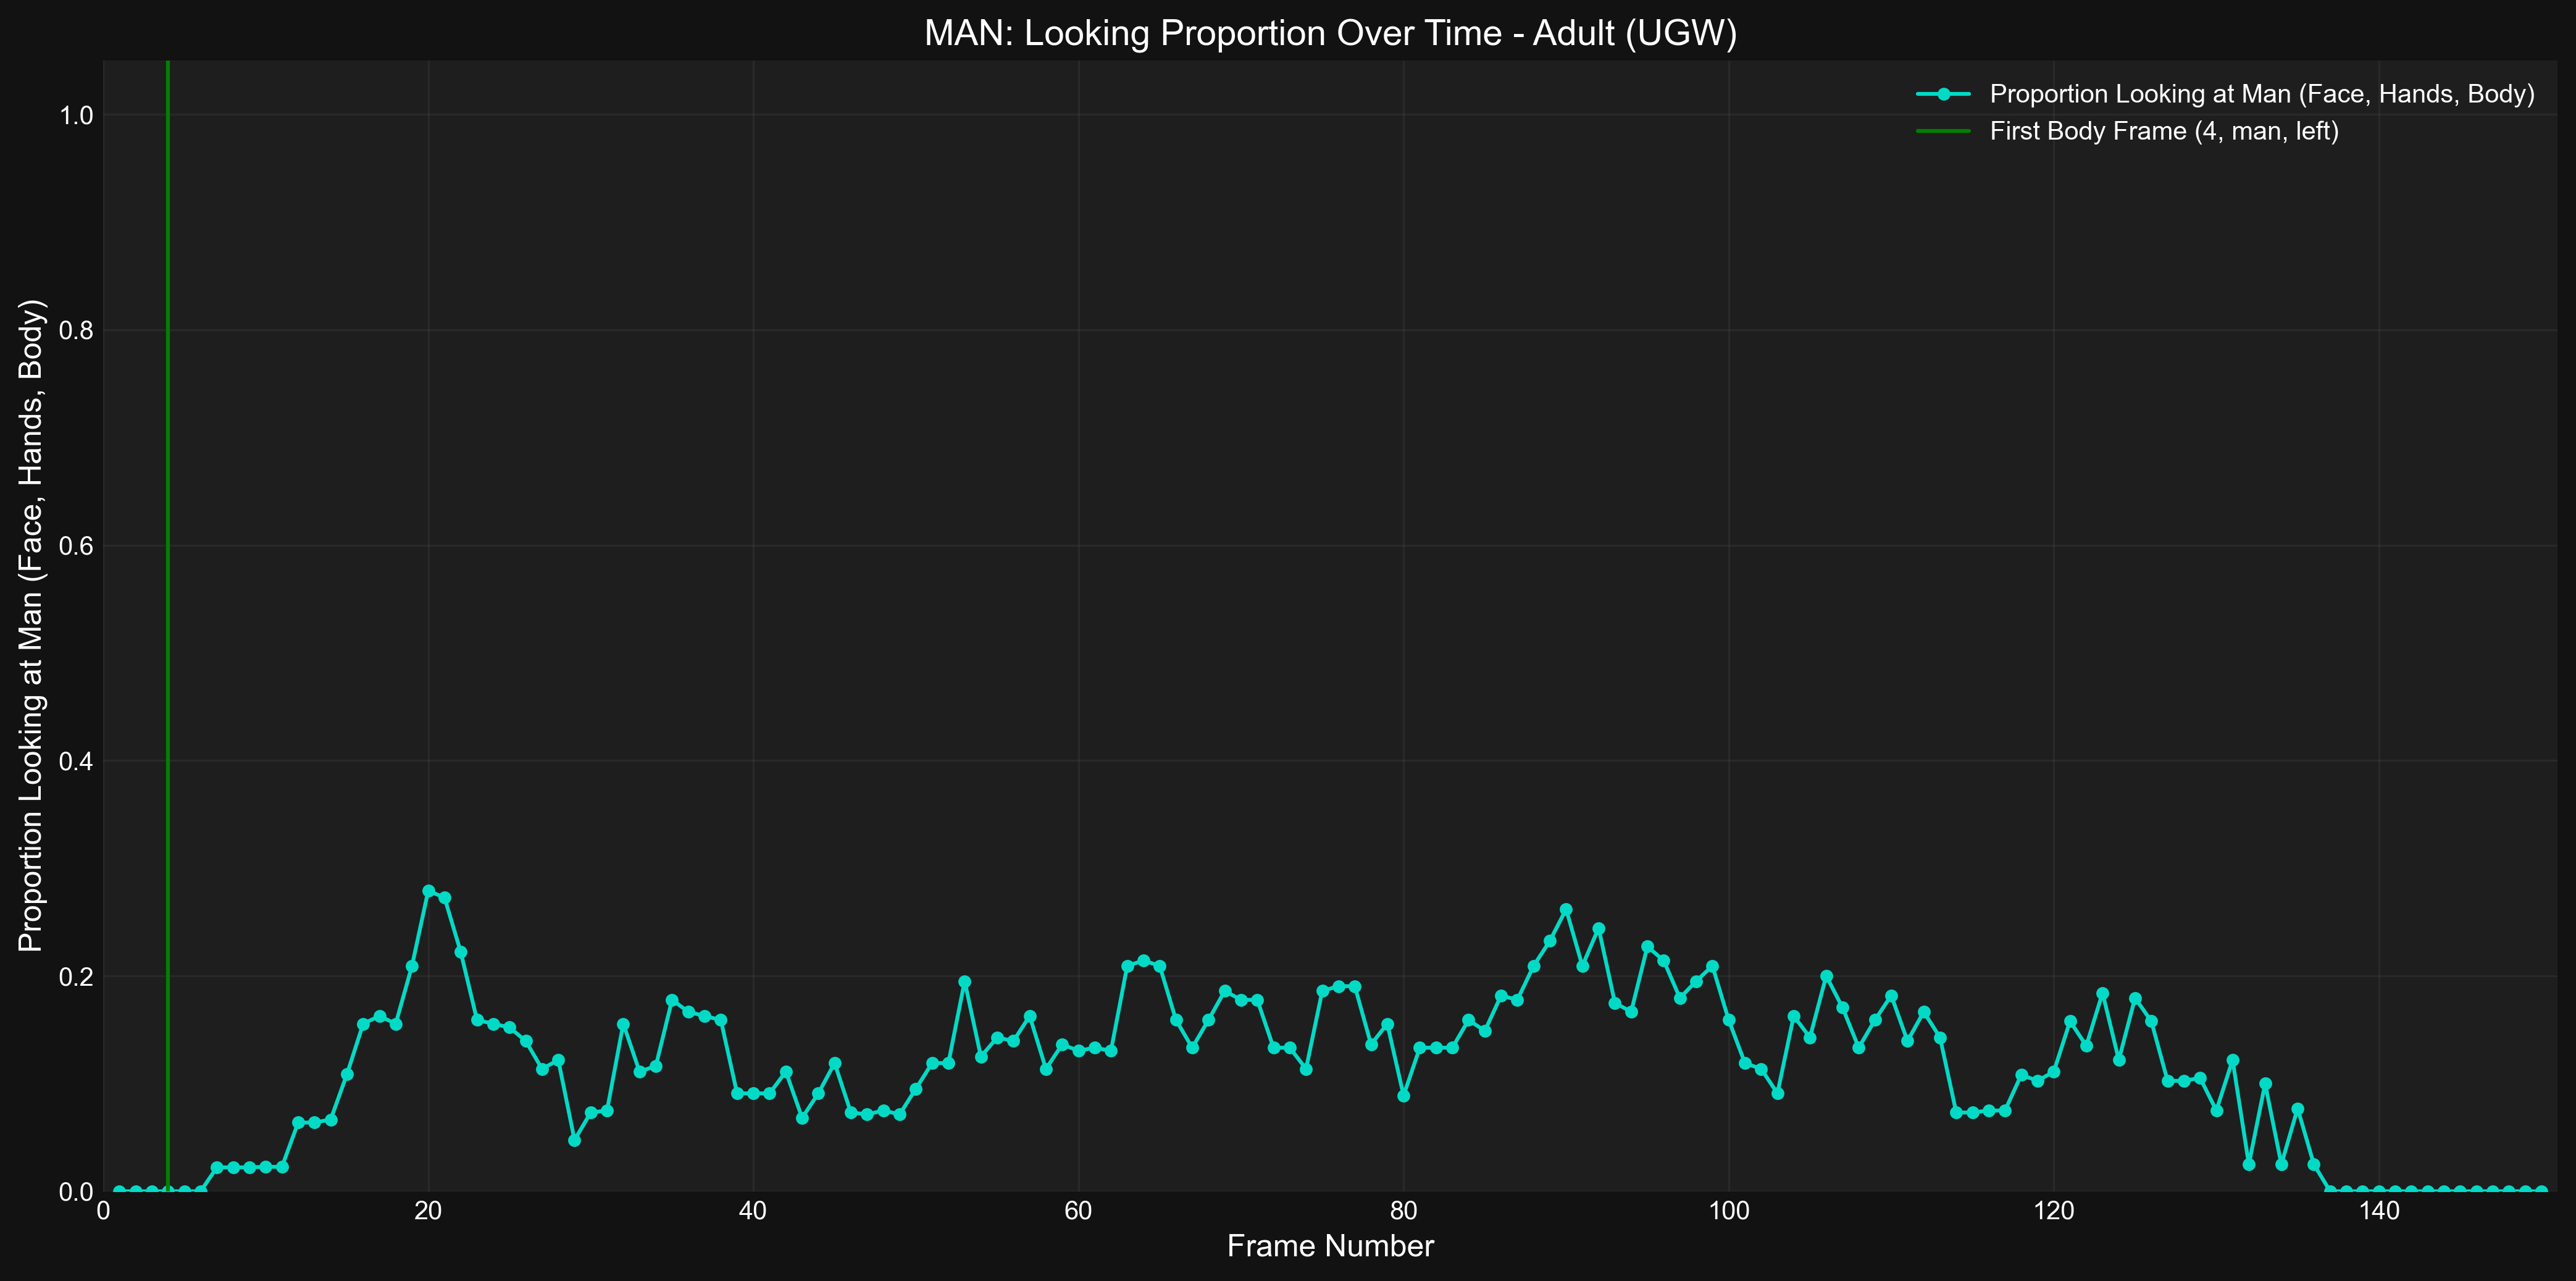 MAN: Looking Proportion Over Time - Adult (UGW)
Proportion Looking at Man (Face, Hands, Body)
First Body Frame (4, man, left)
Proportion Looking at Man (Face, Hands, Body)
1.0
0.8
0.6
0.4
0.2
0.0
0 20 40 60 80 100 120 140
Frame Number